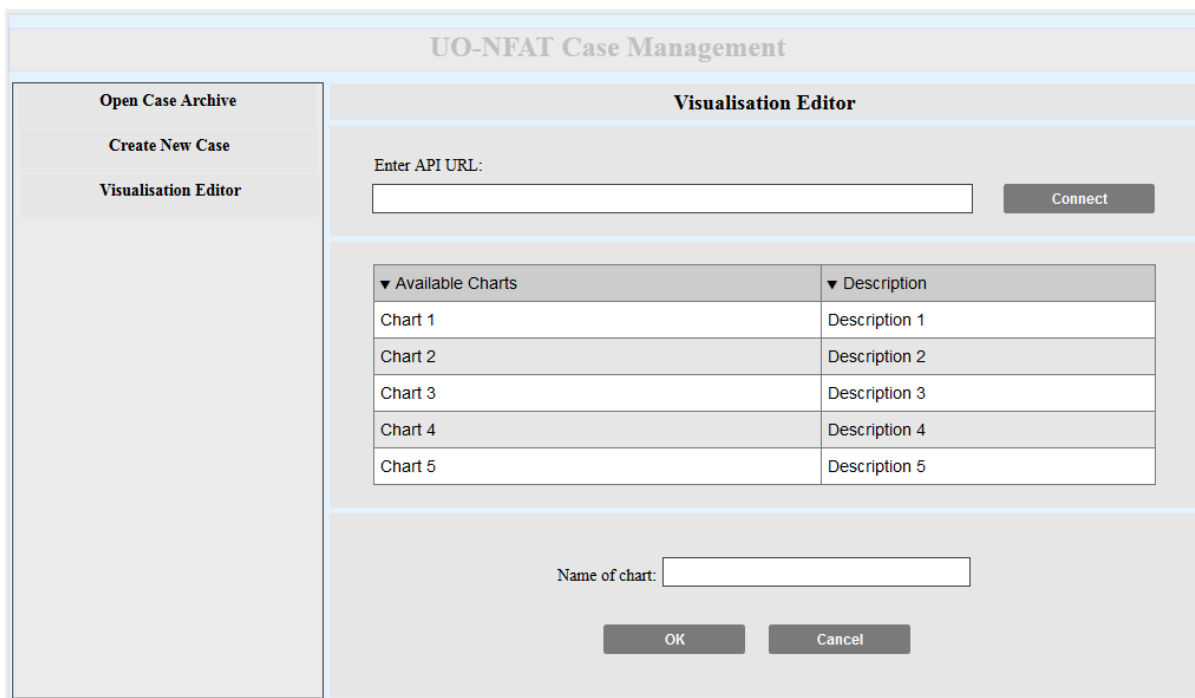 UO-NFAT Case Management
Open Case Archive
Create New Case
Visualisation Editor
Visualisation Editor
Enter API URL:
Connect
▼ Available Charts ▼ Description
Chart 1 Description 1
Chart 2 Description 2
Chart 3 Description 3
Chart 4 Description 4
Chart 5 Description 5
Name of chart:
OK Cancel